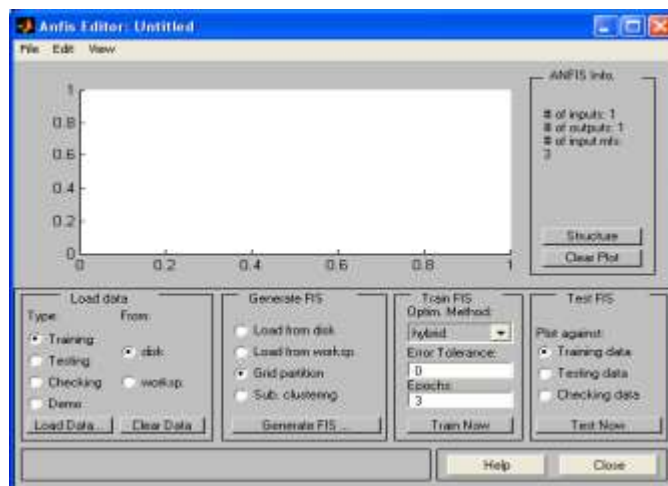 Anfis Editor: Untitled
File Edit View
1
0.8
0.6
0.4
0.2
0
0 0.2 0.4 0.6 0.8 1
ANFIS Info.
# of inputs: 1
# of outputs: 1
# of input mfs:
3
Structure
Clear Plot
Load data
Type: From:
Training
Testing
Checking
Demo
disk
worksp.
Load Data... Clear Data
Generate FIS
Load from disk
Load from worksp.
Grid partition
Sub. clustering
Generate FIS ...
Train FIS
Optim. Method:
hybrid
Error Tolerance:
0
Epochs:
3
Train Now
Test FIS
Plot against:
Training data
Testing data
Checking data
Test Now
Help Close